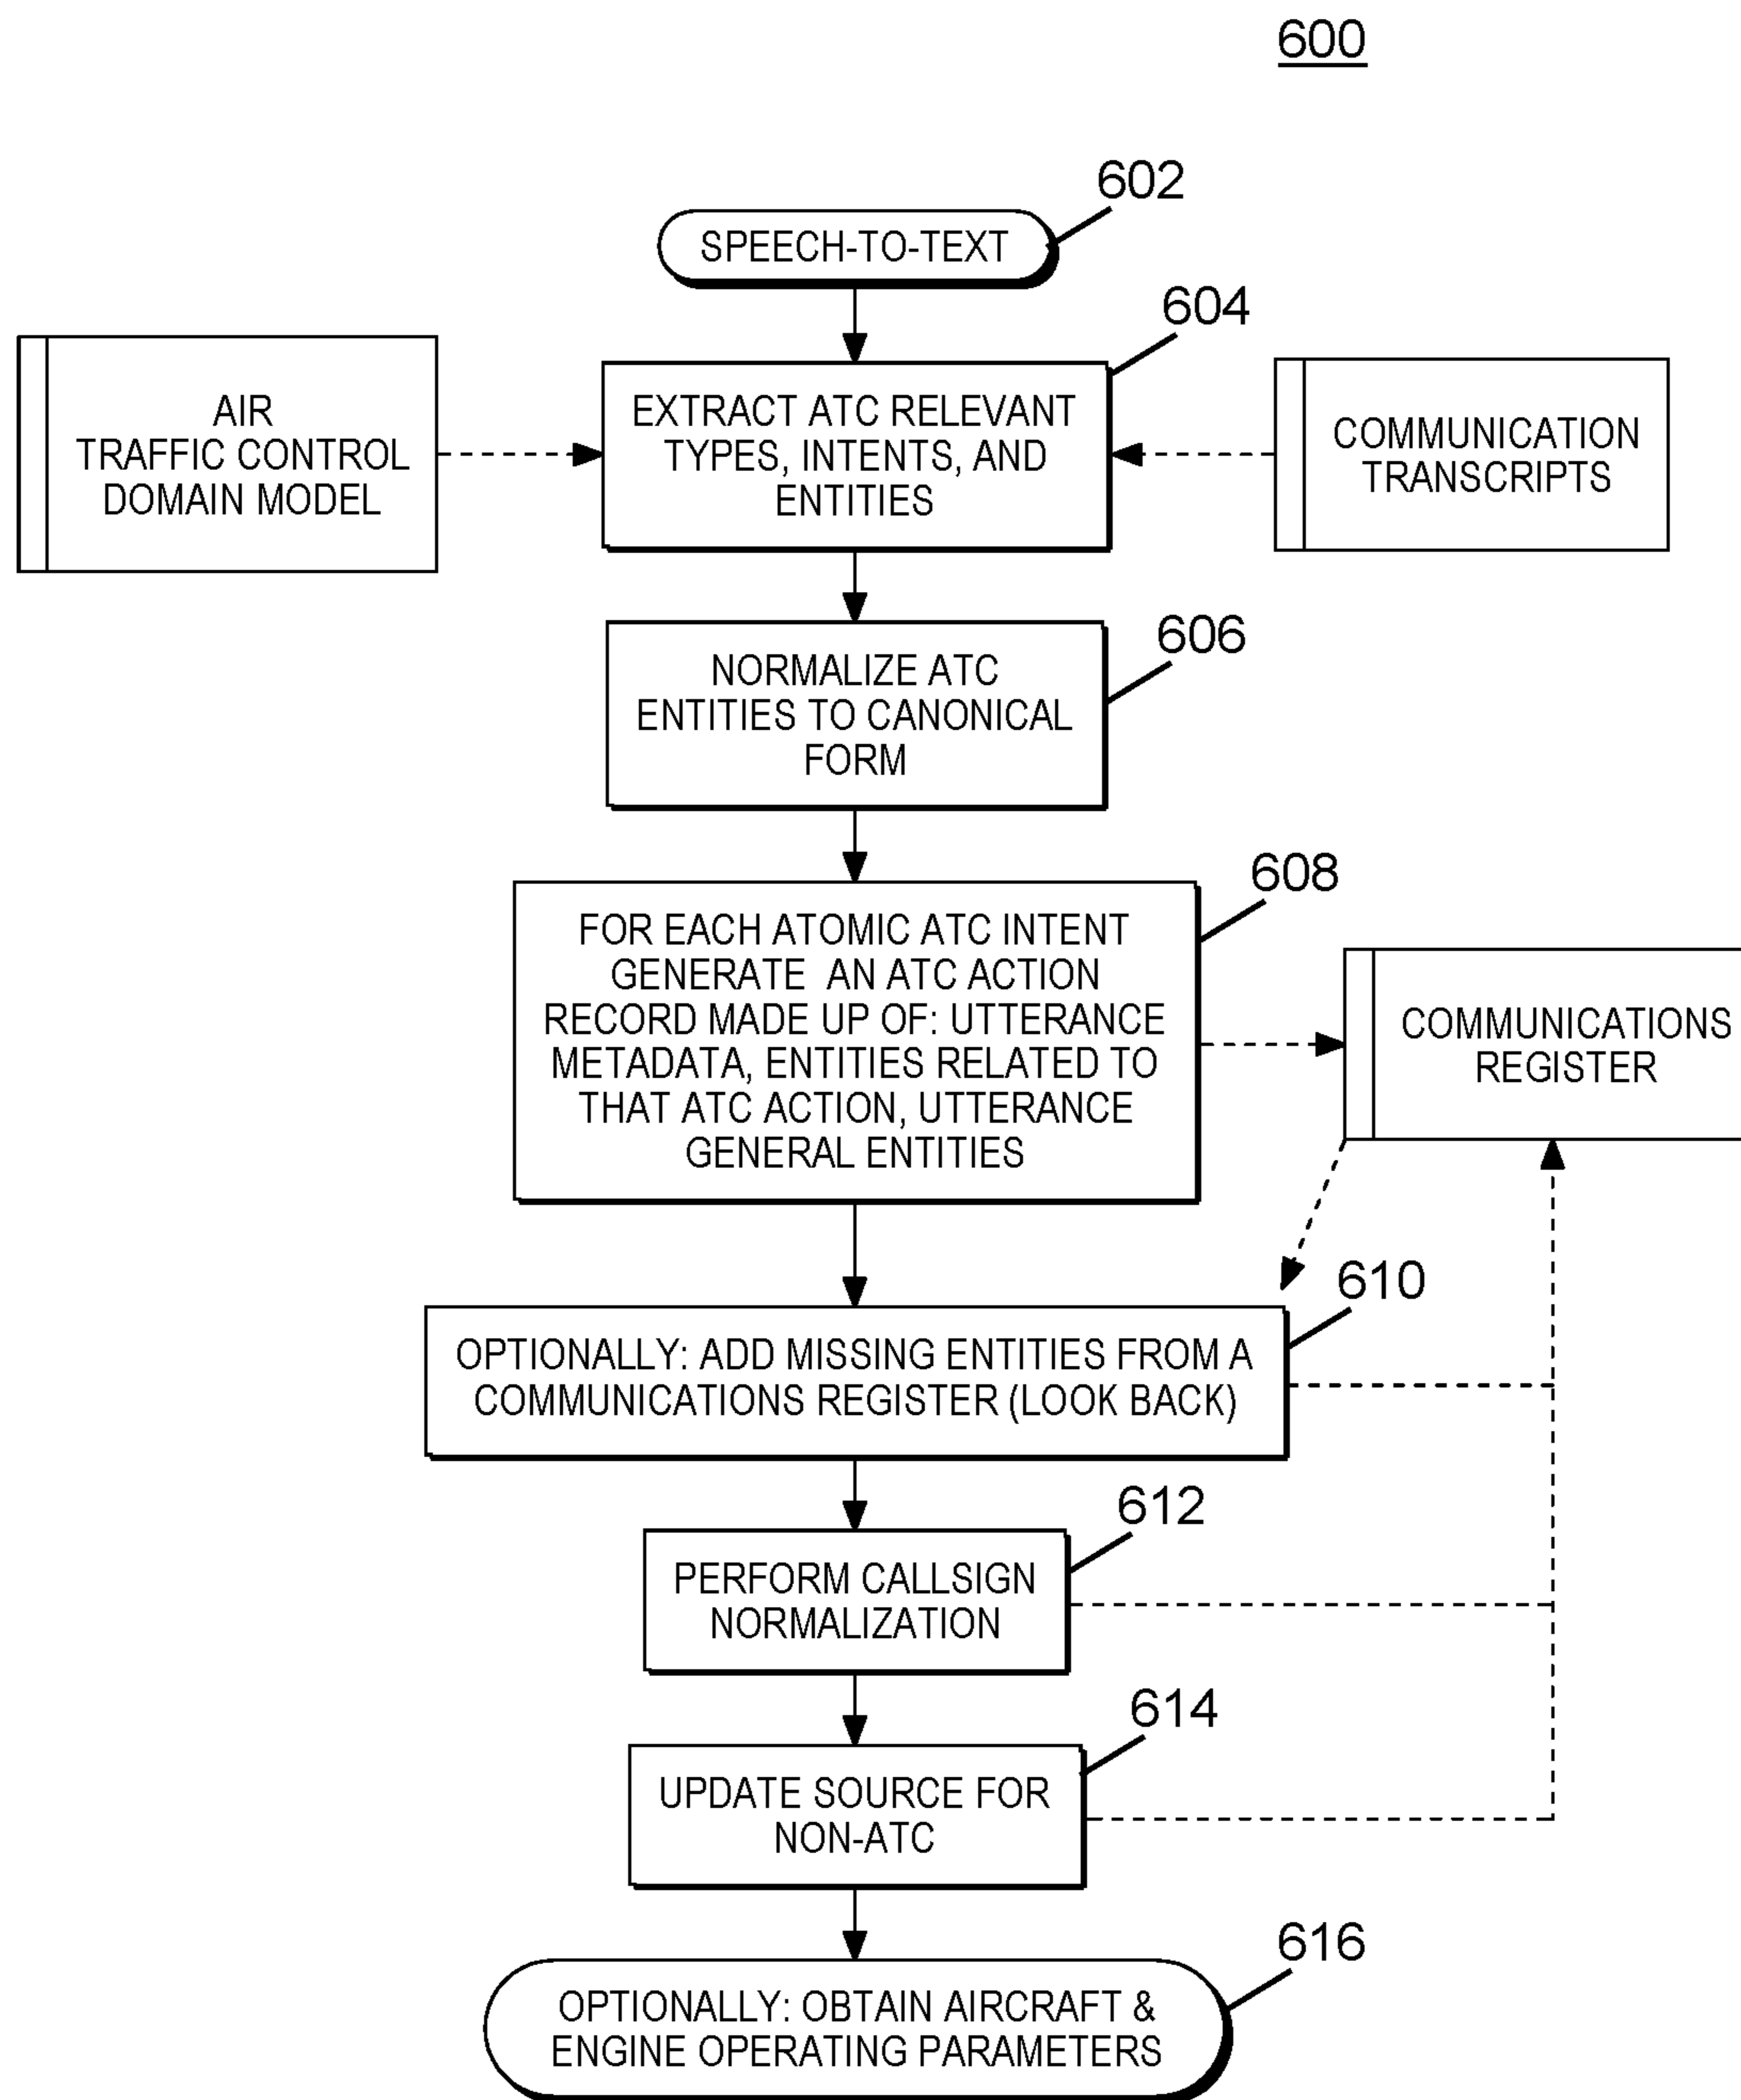 600
602
SPEECH-TO-TEXT
604
AIR
TRAFFIC CONTROL
DOMAIN MODEL
EXTRACT ATC RELEVANT
TYPES, INTENTS, AND
ENTITIES
COMMUNICATION
TRANSCRIPTS
606
NORMALIZE ATC
ENTITIES TO CANONICAL
FORM
608
FOR EACH ATOMIC ATC INTENT
GENERATE AN ATC ACTION
RECORD MADE UP OF: UTTERANCE
METADATA, ENTITIES RELATED TO
THAT ATC ACTION, UTTERANCE
GENERAL ENTITIES
COMMUNICATIONS
REGISTER
610
OPTIONALLY: ADD MISSING ENTITIES FROM A
COMMUNICATIONS REGISTER (LOOK BACK)
612
PERFORM CALLSIGN
NORMALIZATION
614
UPDATE SOURCE FOR
NON-ATC
616
OPTIONALLY: OBTAIN AIRCRAFT &
ENGINE OPERATING PARAMETERS